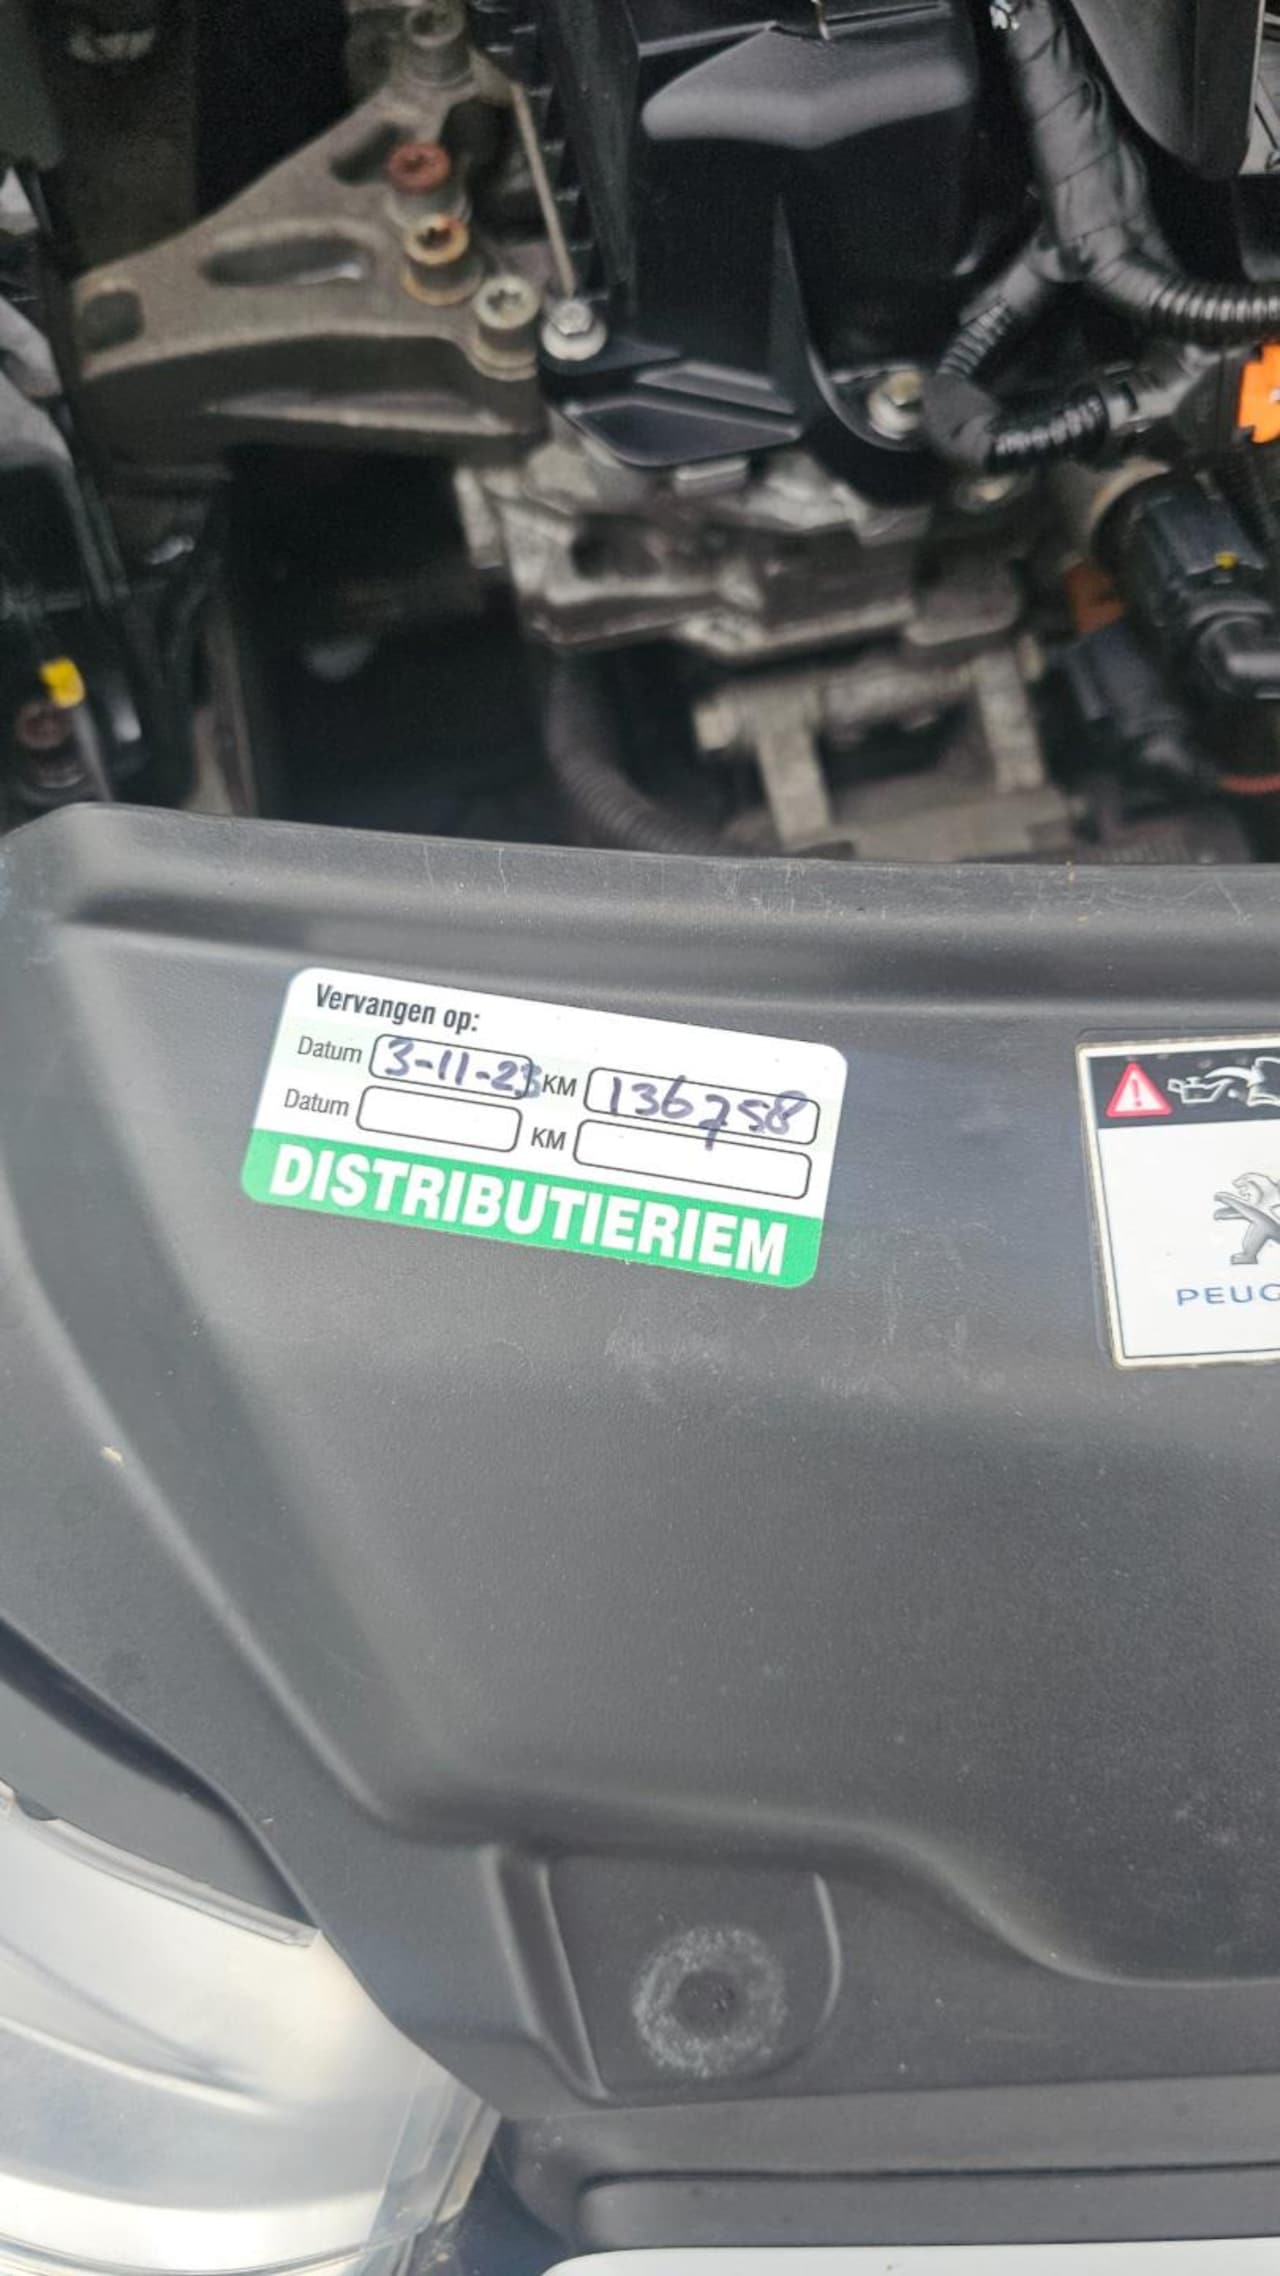 Vervangen op:
Datum 3-11-23 KM 136758
Datum KM
DISTRIBUTIERIEM
PEUG